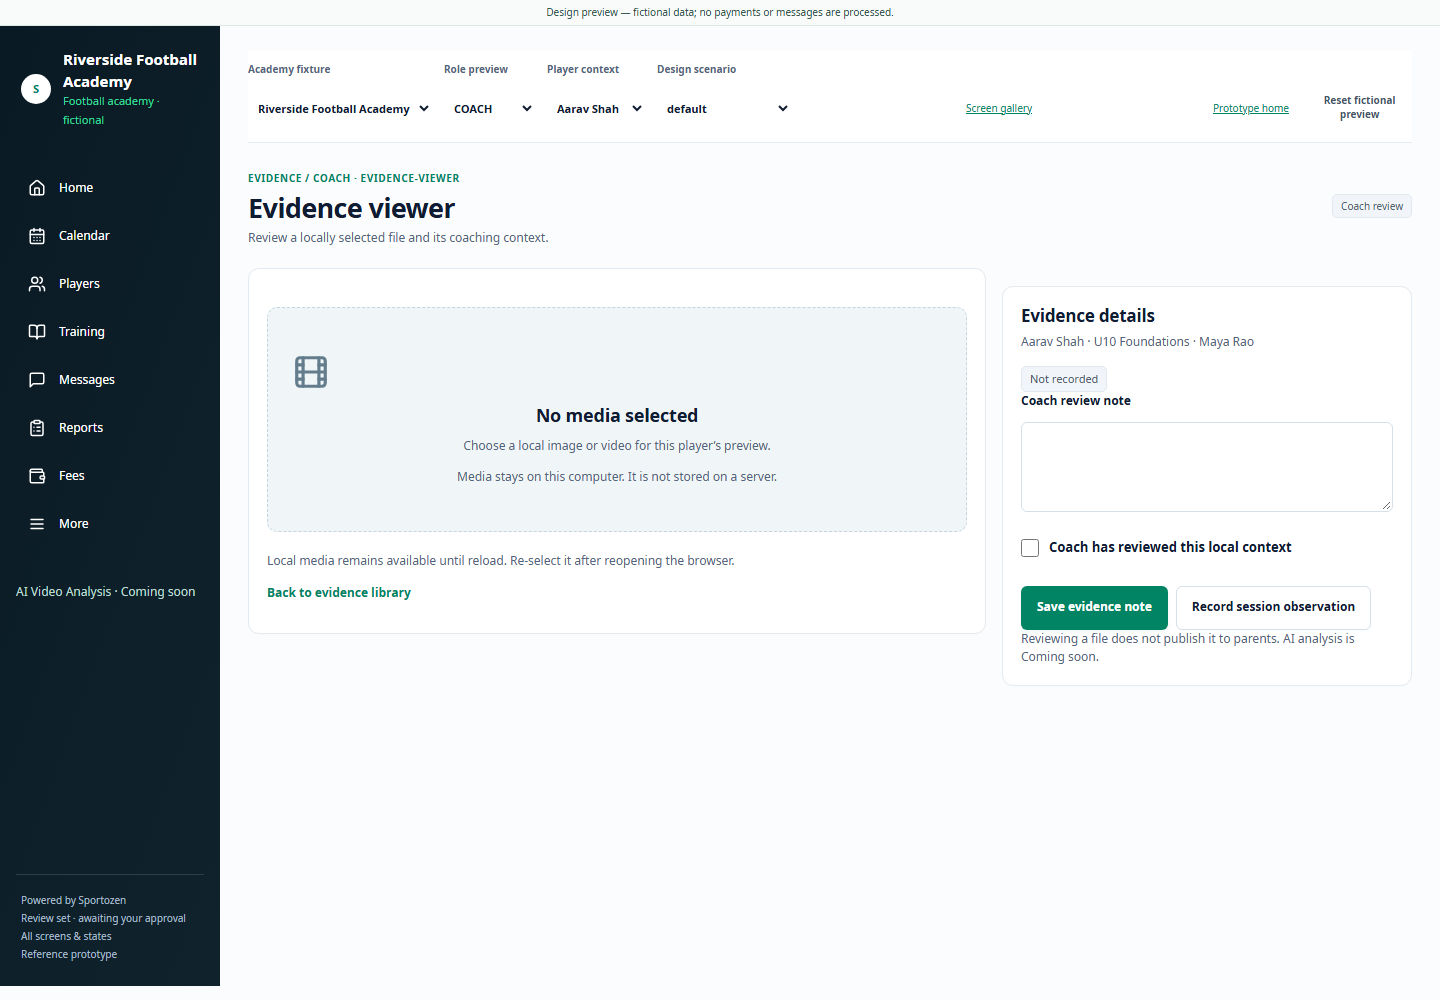 Design preview — fictional data; no payments or messages are processed.
S
Riverside Football
Academy
Football academy ·
fictional
Home
Calendar
Players
Training
Messages
Reports
Fees
More
AI Video Analysis · Coming soon
Powered by Sportozen
Review set · awaiting your approval
All screens & states
Reference prototype
Academy fixture
Role preview
Player context
Design scenario
Riverside Football Academy
COACH
Aarav Shah
default
Screen gallery
Prototype home
Reset fictional
preview
EVIDENCE / COACH · EVIDENCE-VIEWER
Evidence viewer
Review a locally selected file and its coaching context.
Coach review
No media selected
Choose a local image or video for this player's preview.
Media stays on this computer. It is not stored on a server.
Local media remains available until reload. Re-select it after reopening the browser.
Back to evidence library
Evidence details
Aarav Shah · U10 Foundations · Maya Rao
Not recorded
Coach review note
Coach has reviewed this local context
Save evidence note
Record session observation
Reviewing a file does not publish it to parents. AI analysis is
Coming soon.